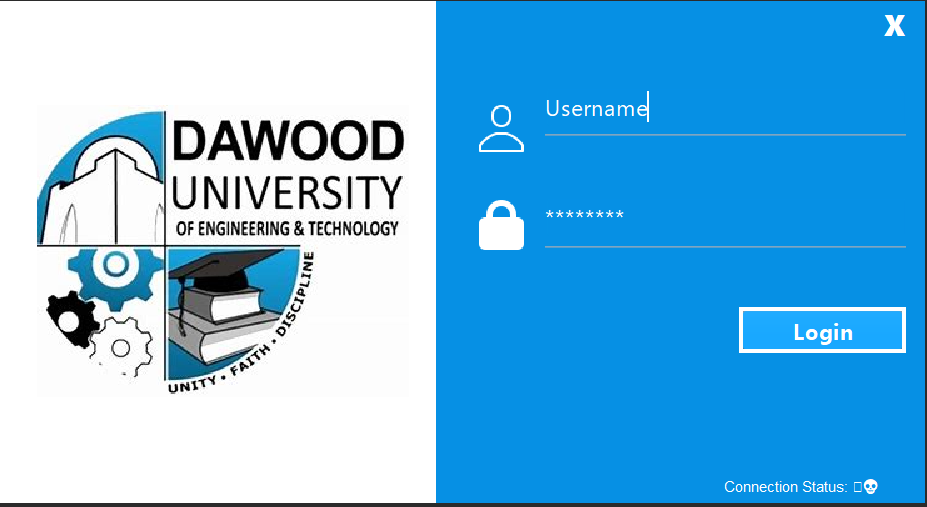 DAWOOD
UNIVERSITY
OF ENGINEERING & TECHNOLOGY
UNITY • FAITH • DISCIPLINE
X
Username
********
Login
Connection Status: 💀